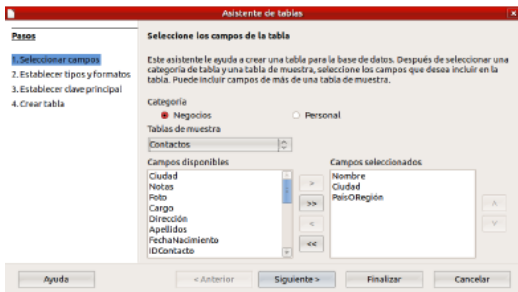 Asistente de tablas
Pasos
1. Seleccionar campos
2. Establecer tipos y formatos
3. Establecer clave principal
4. Crear tabla
Seleccione los campos de la tabla
Este asistente le ayuda a crear una tabla para la base de datos. Después de seleccionar una
categoría de tabla y una tabla de muestra, seleccione los campos que desea incluir en la
tabla. Puede incluir campos de más de una tabla de muestra.
Categoría
Negocios
Personal
Tablas de muestra
Contactos
Campos disponibles
Ciudad
Notas
Foto
Cargo
Dirección
Apellidos
FechaNacimiento
IDContacto
>
>>
<
<<
Campos seleccionados
Nombre
Ciudad
PaísORegión
Ayuda
< Anterior
Siguiente >
Finalizar
Cancelar